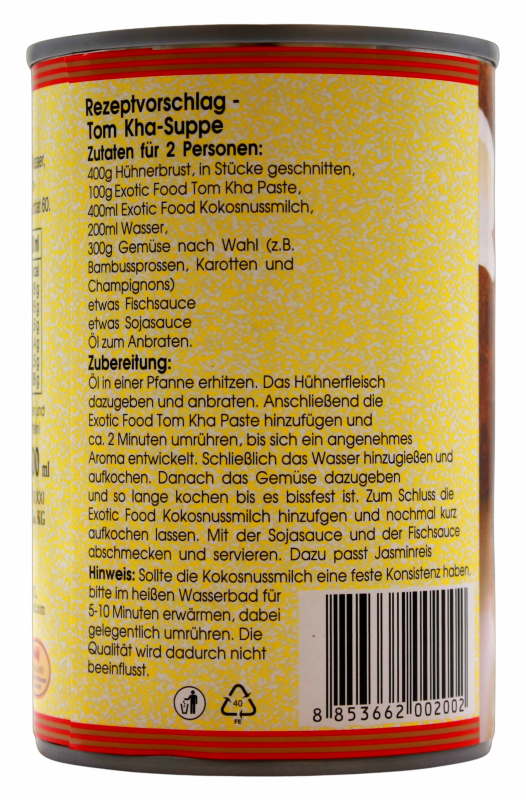 Rezeptvorschlag -
Tom Kha-Suppe
Zutaten für 2 Personen:
400g Hühnerbrust, in Stücke geschnitten,
100g Exotic Food Tom Kha Paste,
400ml Exotic Food Kokosnussmilch,
200ml Wasser,
300g Gemüse nach Wahl (z.B.
Bambussprossen, Karotten und
Champignons)
etwas Fischsauce
etwas Sojasauce
Öl zum Anbraten.
Zubereitung:
Öl in einer Pfanne erhitzen. Das Hühnerfleisch
dazugeben und anbraten. Anschließend die
Exotic Food Tom Kha Paste hinzufügen und
ca. 2 Minuten umrühren, bis sich ein angenehmes
Aroma entwickelt. Schließlich das Wasser hinzugießen und
aufkochen. Danach das Gemüse dazugeben
und so lange kochen bis es bissfest ist. Zum Schluss die
Exotic Food Kokosnussmilch hinzufgen und nochmal kurz
aufkochen lassen. Mit der Sojasauce und der Fischsauce
abschmecken und servieren. Dazu passt Jasminreis
Hinweis: Sollte die Kokosnussmilch eine feste Konsistenz haben,
bitte im heißen Wasserbad für
5-10 Minuten erwärmen, dabei
gelegentlich umrühren. Die
Qualität wird dadurch nicht
beeinflusst.
40
FE
8 853662 002002